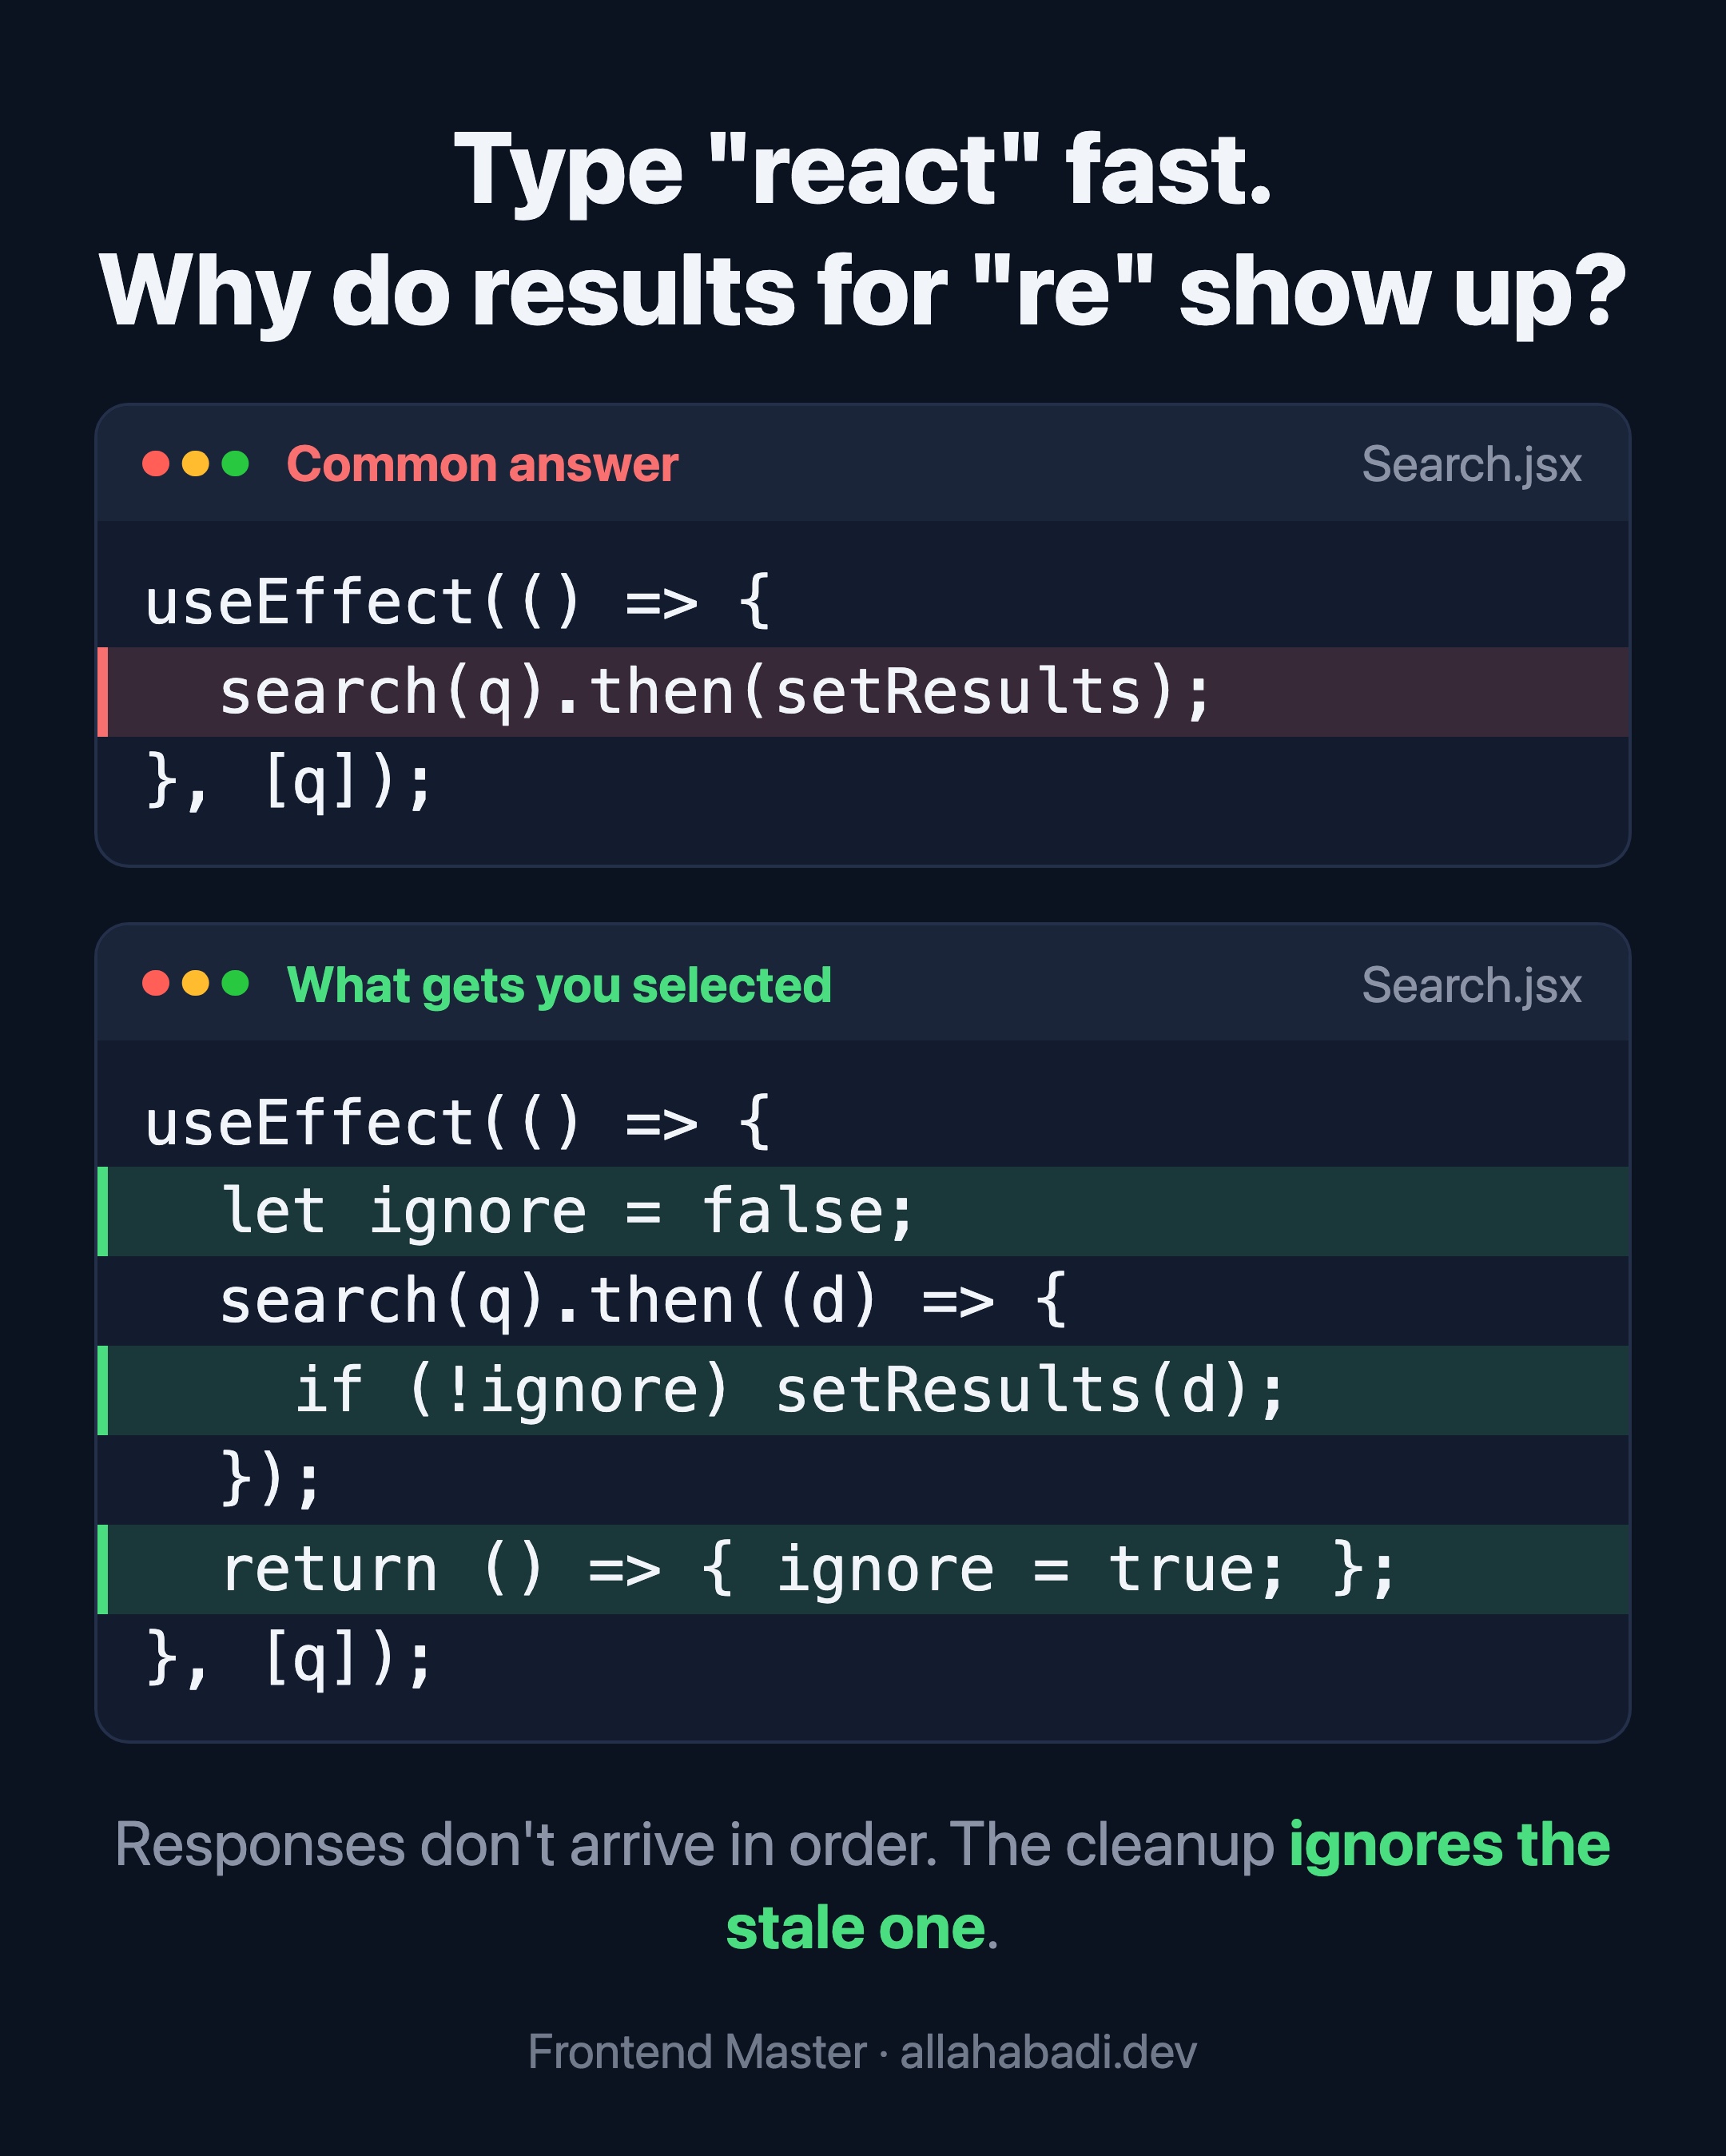 Type "react" fast.
Why do results for "re" show up?
Common answer
Search.jsx
useEffect(() => {
  search(q).then(setResults);
}, [q]);
What gets you selected
Search.jsx
useEffect(() => {
  let ignore = false;
  search(q).then((d) => {
    if (!ignore) setResults(d);
  });
  return () => { ignore = true; };
}, [q]);
Responses don't arrive in order. The cleanup ignores the
stale one.
Frontend Master · allahabadi.dev